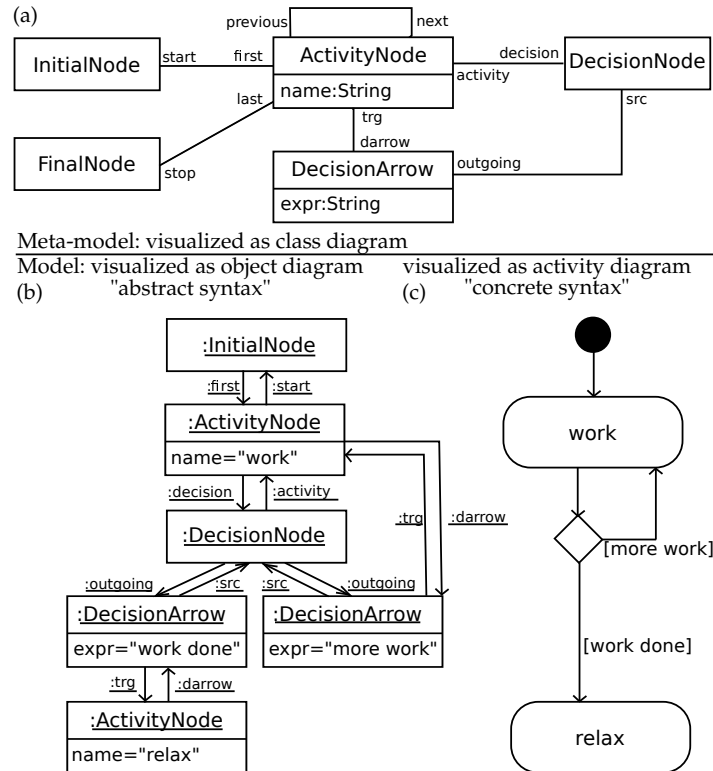 (a)
previous
next
InitialNode
start
first
ActivityNode
decision
DecisionNode
activity
name:String
src
last
trg
darrow
FinalNode
stop
DecisionArrow
outgoing
expr:String
Meta-model: visualized as class diagram
Model: visualized as object diagram
visualized as activity diagram
(b)
"abstract syntax"
(c)
"concrete syntax"
:InitialNode
:first
:start
:ActivityNode
name="work"
:decision
:activity
:trg
:darrow
:DecisionNode
:outgoing
:src
:src
:outgoing
:DecisionArrow
expr="work done"
:DecisionArrow
expr="more work"
:trg
:darrow
:ActivityNode
name="relax"
work
[more work]
[work done]
relax